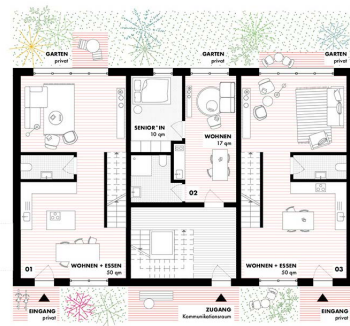 GARTEN
privat
GARTEN
privat
GARTEN
privat
SENIOR*IN
10 qm
WOHNEN
17 qm
02
01
WOHNEN + ESSEN
50 qm
WOHNEN + ESSEN
50 qm
03
EINGANG
privat
ZUGANG
Kommunikationsraum
EINGANG
privat